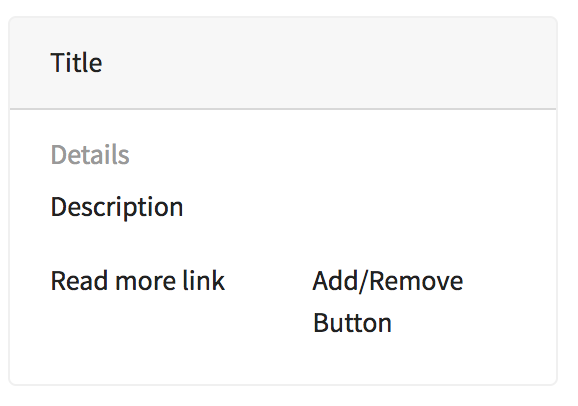 Title
Details
Description
Read more link
Add/Remove
Button